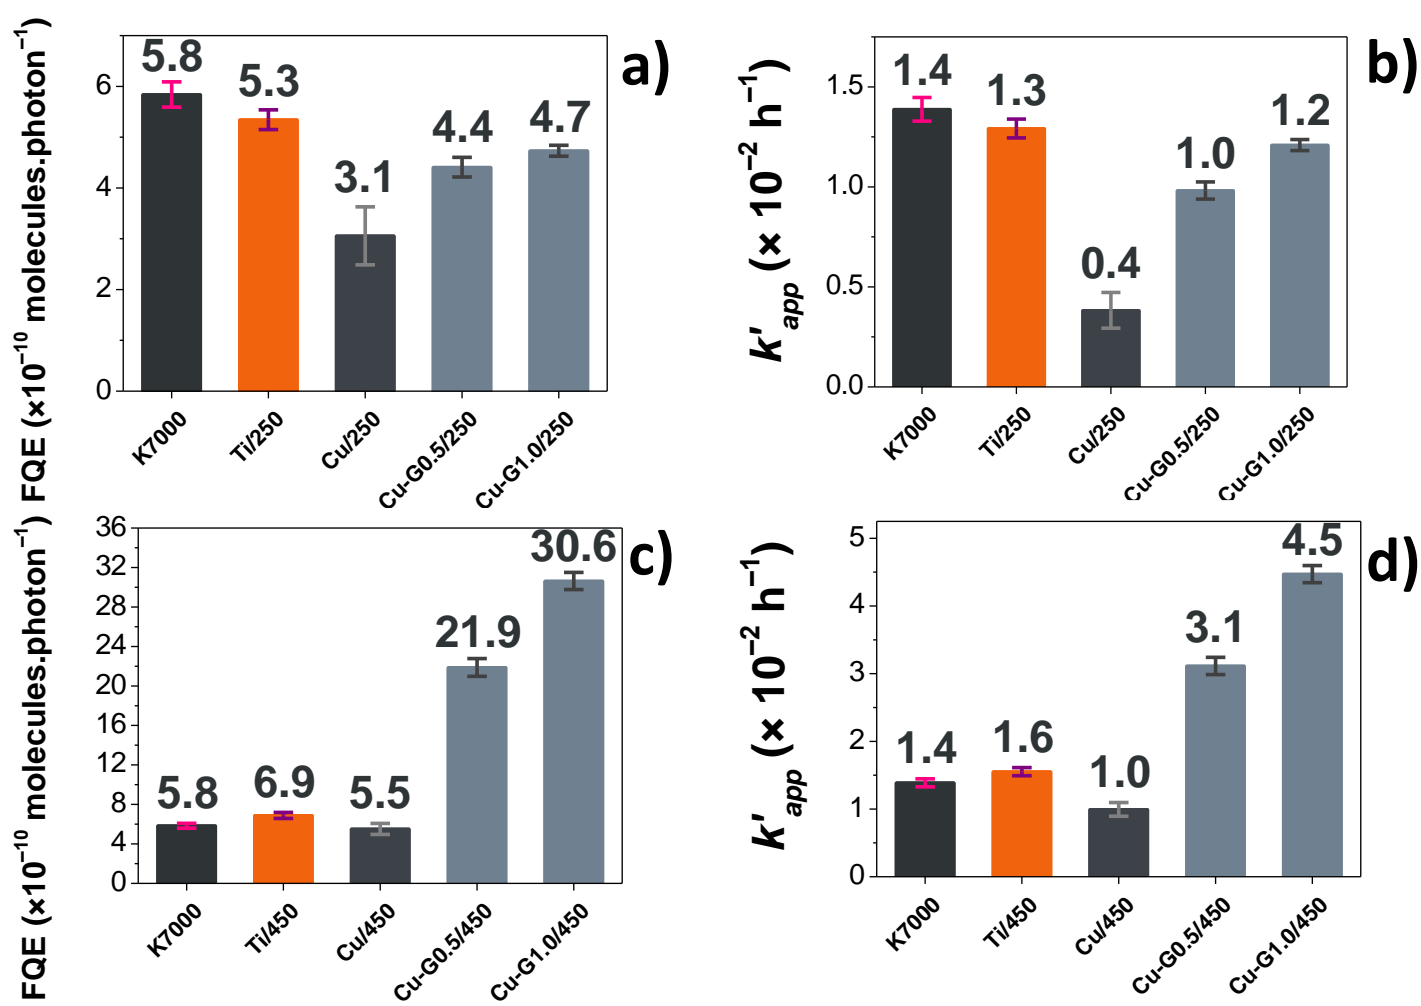 a)
FQE (×10⁻¹⁰ molecules.photon⁻¹)
6
4
2
0
5.8
5.3
3.1
4.4
4.7
K7000
Ti/250
Cu/250
Cu-G0.5/250
Cu-G1.0/250
b)
k'app (× 10⁻² h⁻¹)
1.5
1.0
0.5
0.0
1.4
1.3
0.4
1.0
1.2
K7000
Ti/250
Cu/250
Cu-G0.5/250
Cu-G1.0/250
c)
FQE (×10⁻¹⁰ molecules.photon⁻¹)
36
32
28
24
20
16
12
8
4
0
5.8
6.9
5.5
21.9
30.6
K7000
Ti/450
Cu/450
Cu-G0.5/450
Cu-G1.0/450
d)
k'app (× 10⁻² h⁻¹)
5
4
3
2
1
0
1.4
1.6
1.0
3.1
4.5
K7000
Ti/450
Cu/450
Cu-G0.5/450
Cu-G1.0/450